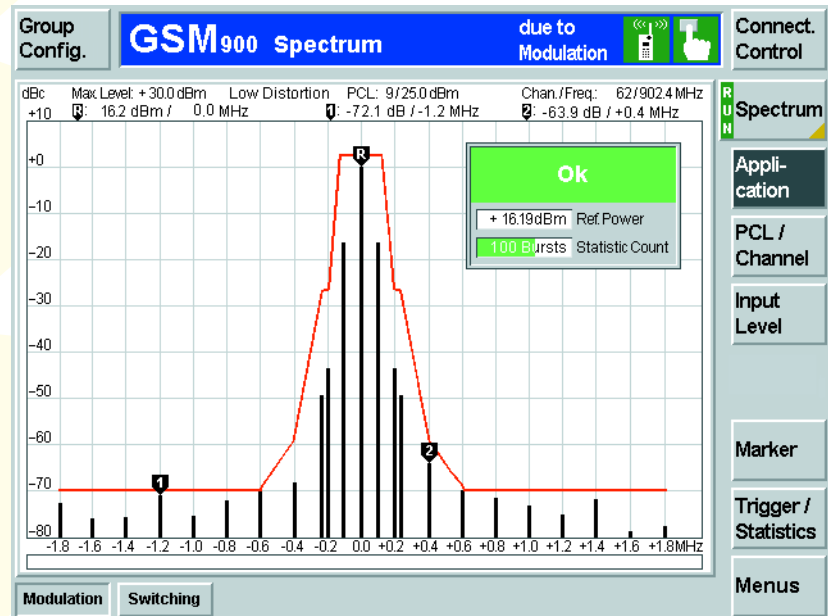 Group
Config.
GSM900 Spectrum
due to
Modulation
Connect.
Control
dBc Max. Level: + 30.0 dBm Low Distortion PCL: 9/25.0 dBm Chan./Freq.: 62/902.4 MHz
R: 16.2 dBm / 0.0 MHz 1: -72.1 dB / -1.2 MHz 2: -63.9 dB / +0.4 MHz
+10
+0
-10
-20
-30
-40
-50
-60
-70
-80
R
1
2
Ok
+ 16.19dBm Ref. Power
100 Bursts Statistic Count
-1.8 -1.6 -1.4 -1.2 -1.0 -0.8 -0.6 -0.4 -0.2 0.0 +0.2 +0.4 +0.6 +0.8 +1.0 +1.2 +1.4 +1.6 +1.8MHz
RUN
Spectrum
Appli-
cation
PCL /
Channel
Input
Level
Marker
Trigger /
Statistics
Menus
Modulation Switching